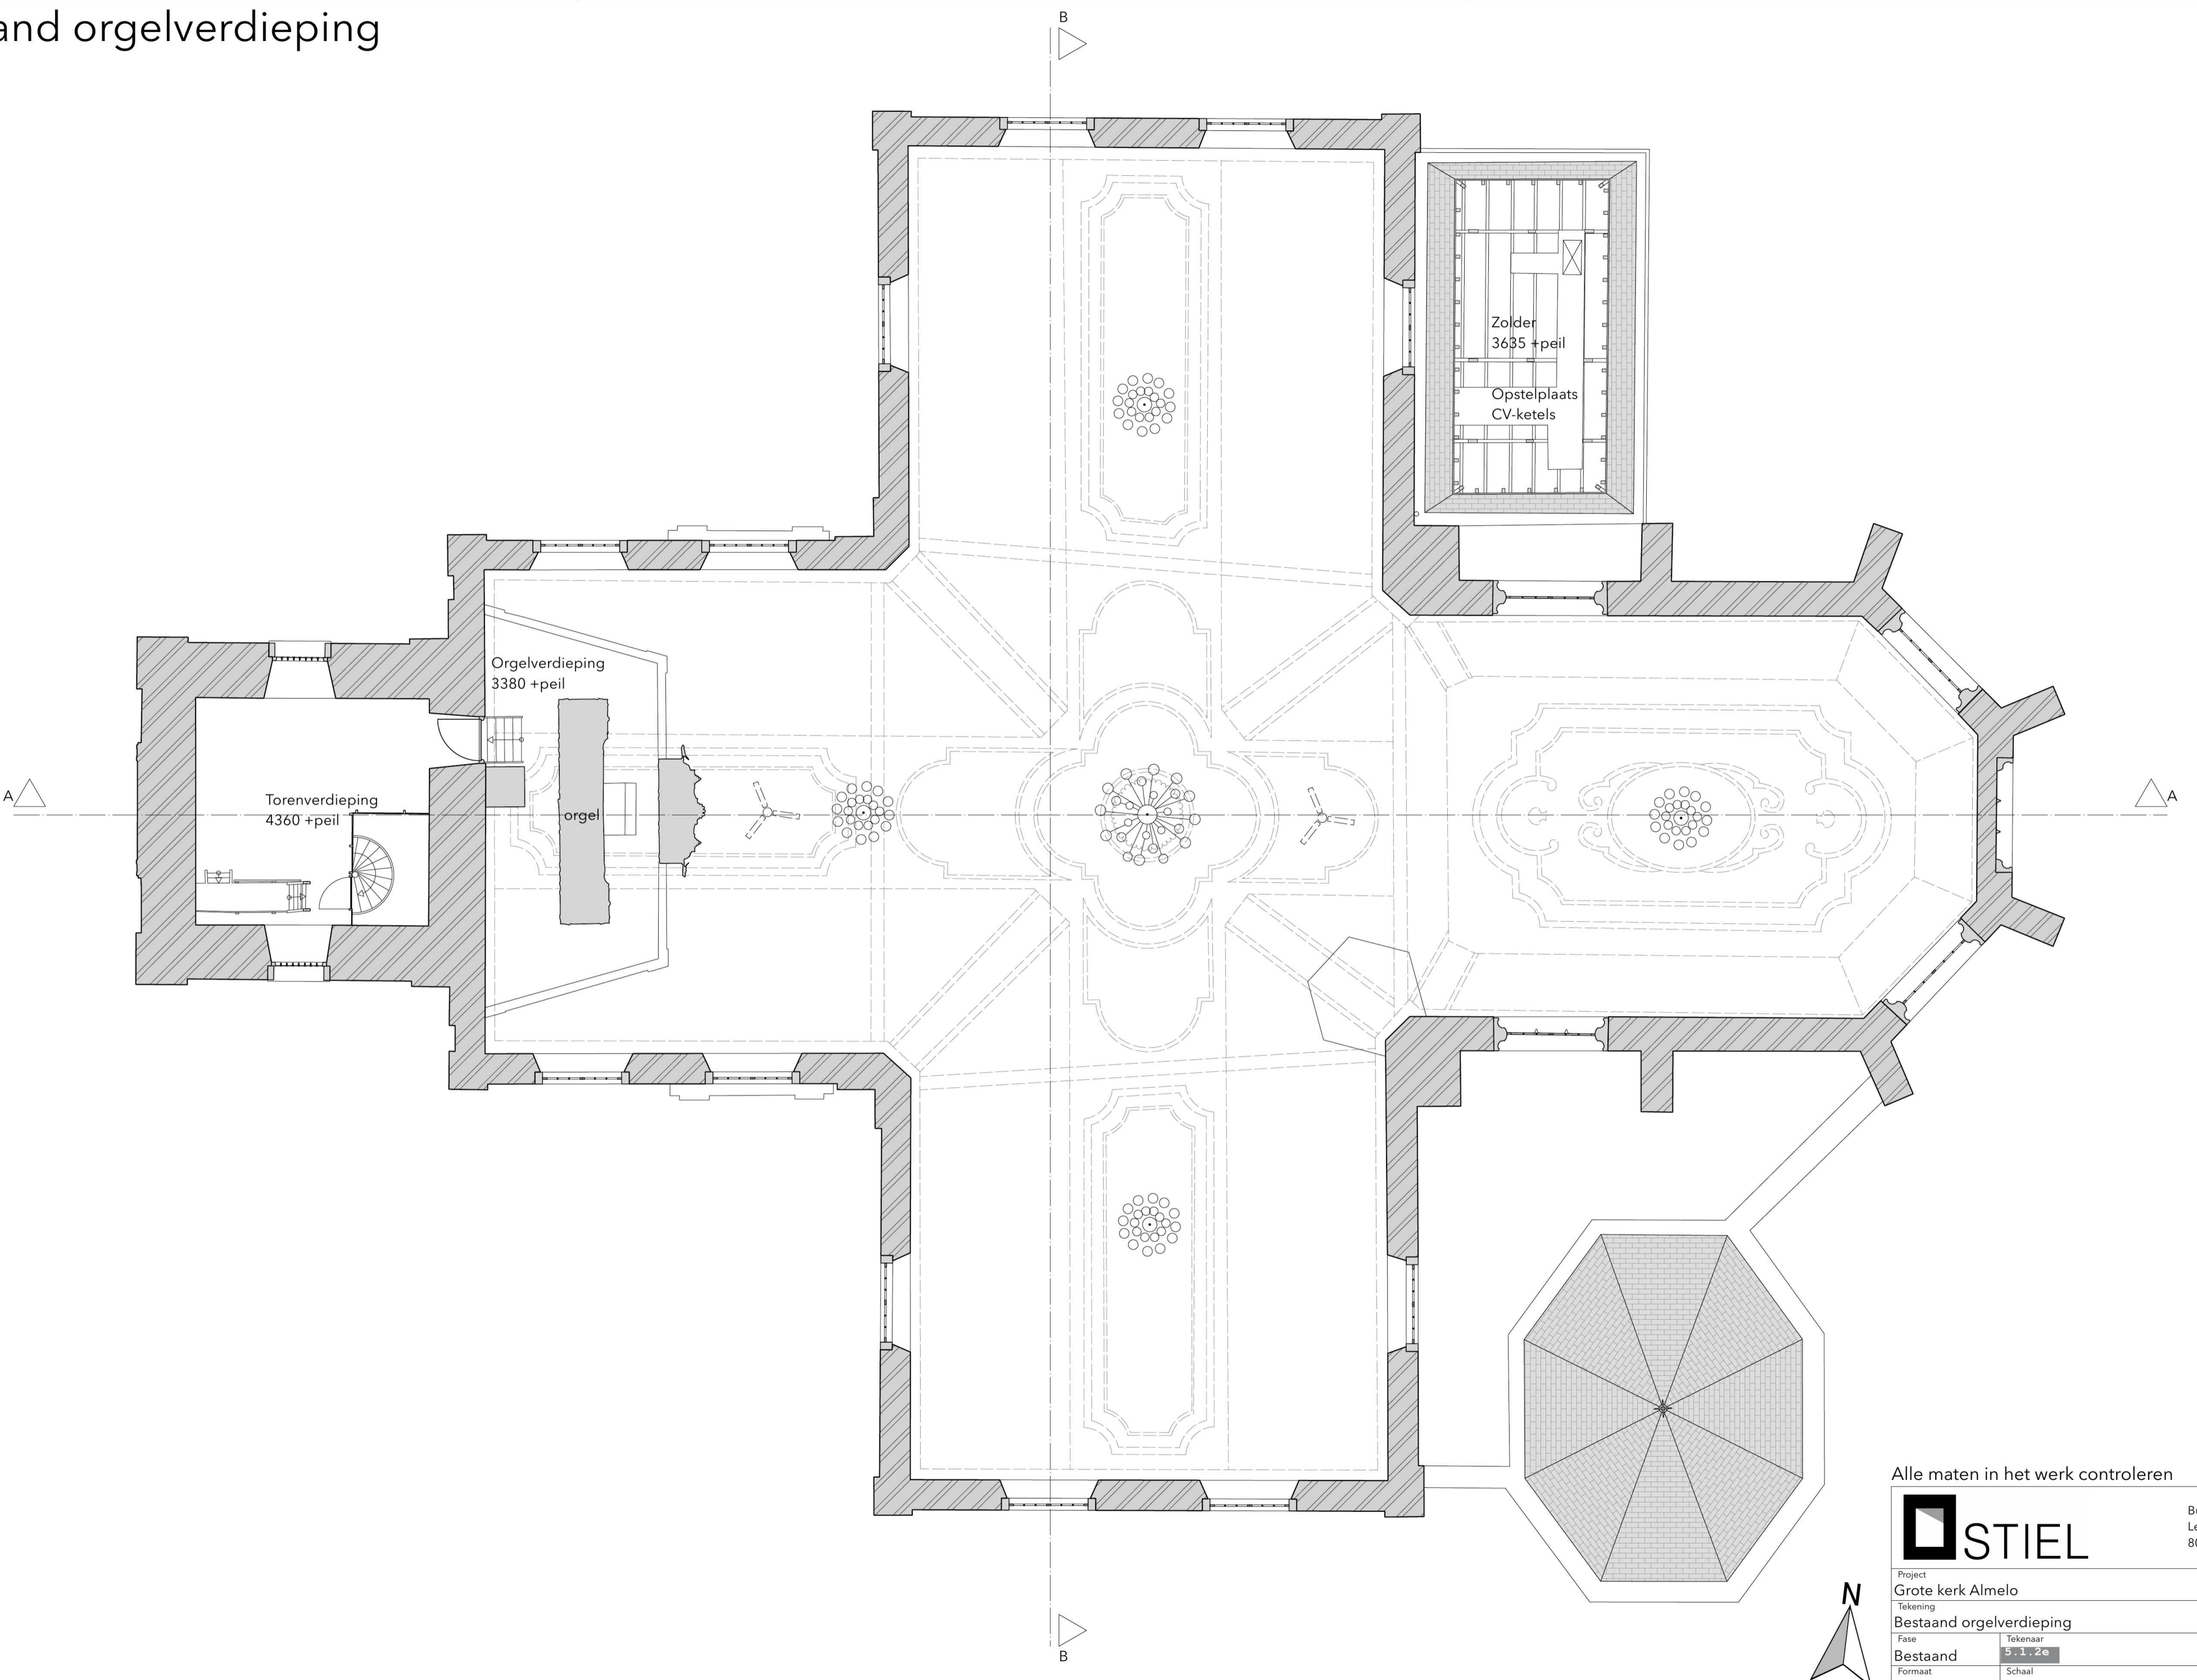 and orgelverdieping
B
Zolder
3635 +peil
Opstelplaats
CV-ketels
Orgelverdieping
3380 +peil
A
Torenverdieping
4360 +peil
orgel
A
Alle maten in het werk controleren
STIEL
Project
Grote kerk Almelo
N
Tekening
Bestaand orgelverdieping
Fase
Tekenaar
Bestaand
5.1.2e
B
Formaat
Schaal